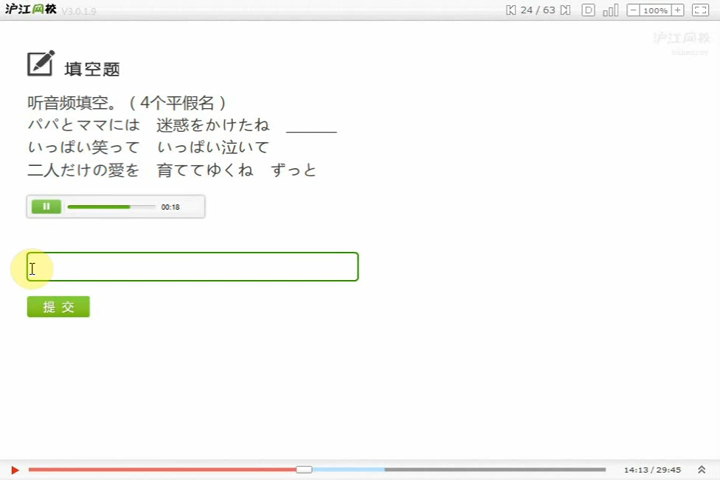 沪江网校 V3.0.1.9
24 / 63
D
100%
沪江网校
填空题
听音频填空。（4个平假名）
パパとママには　迷惑をかけたね　______
いっぱい笑って　いっぱい泣いて
二人だけの愛を　育ててゆくね　ずっと
00:18
提 交
14:13 / 29:45